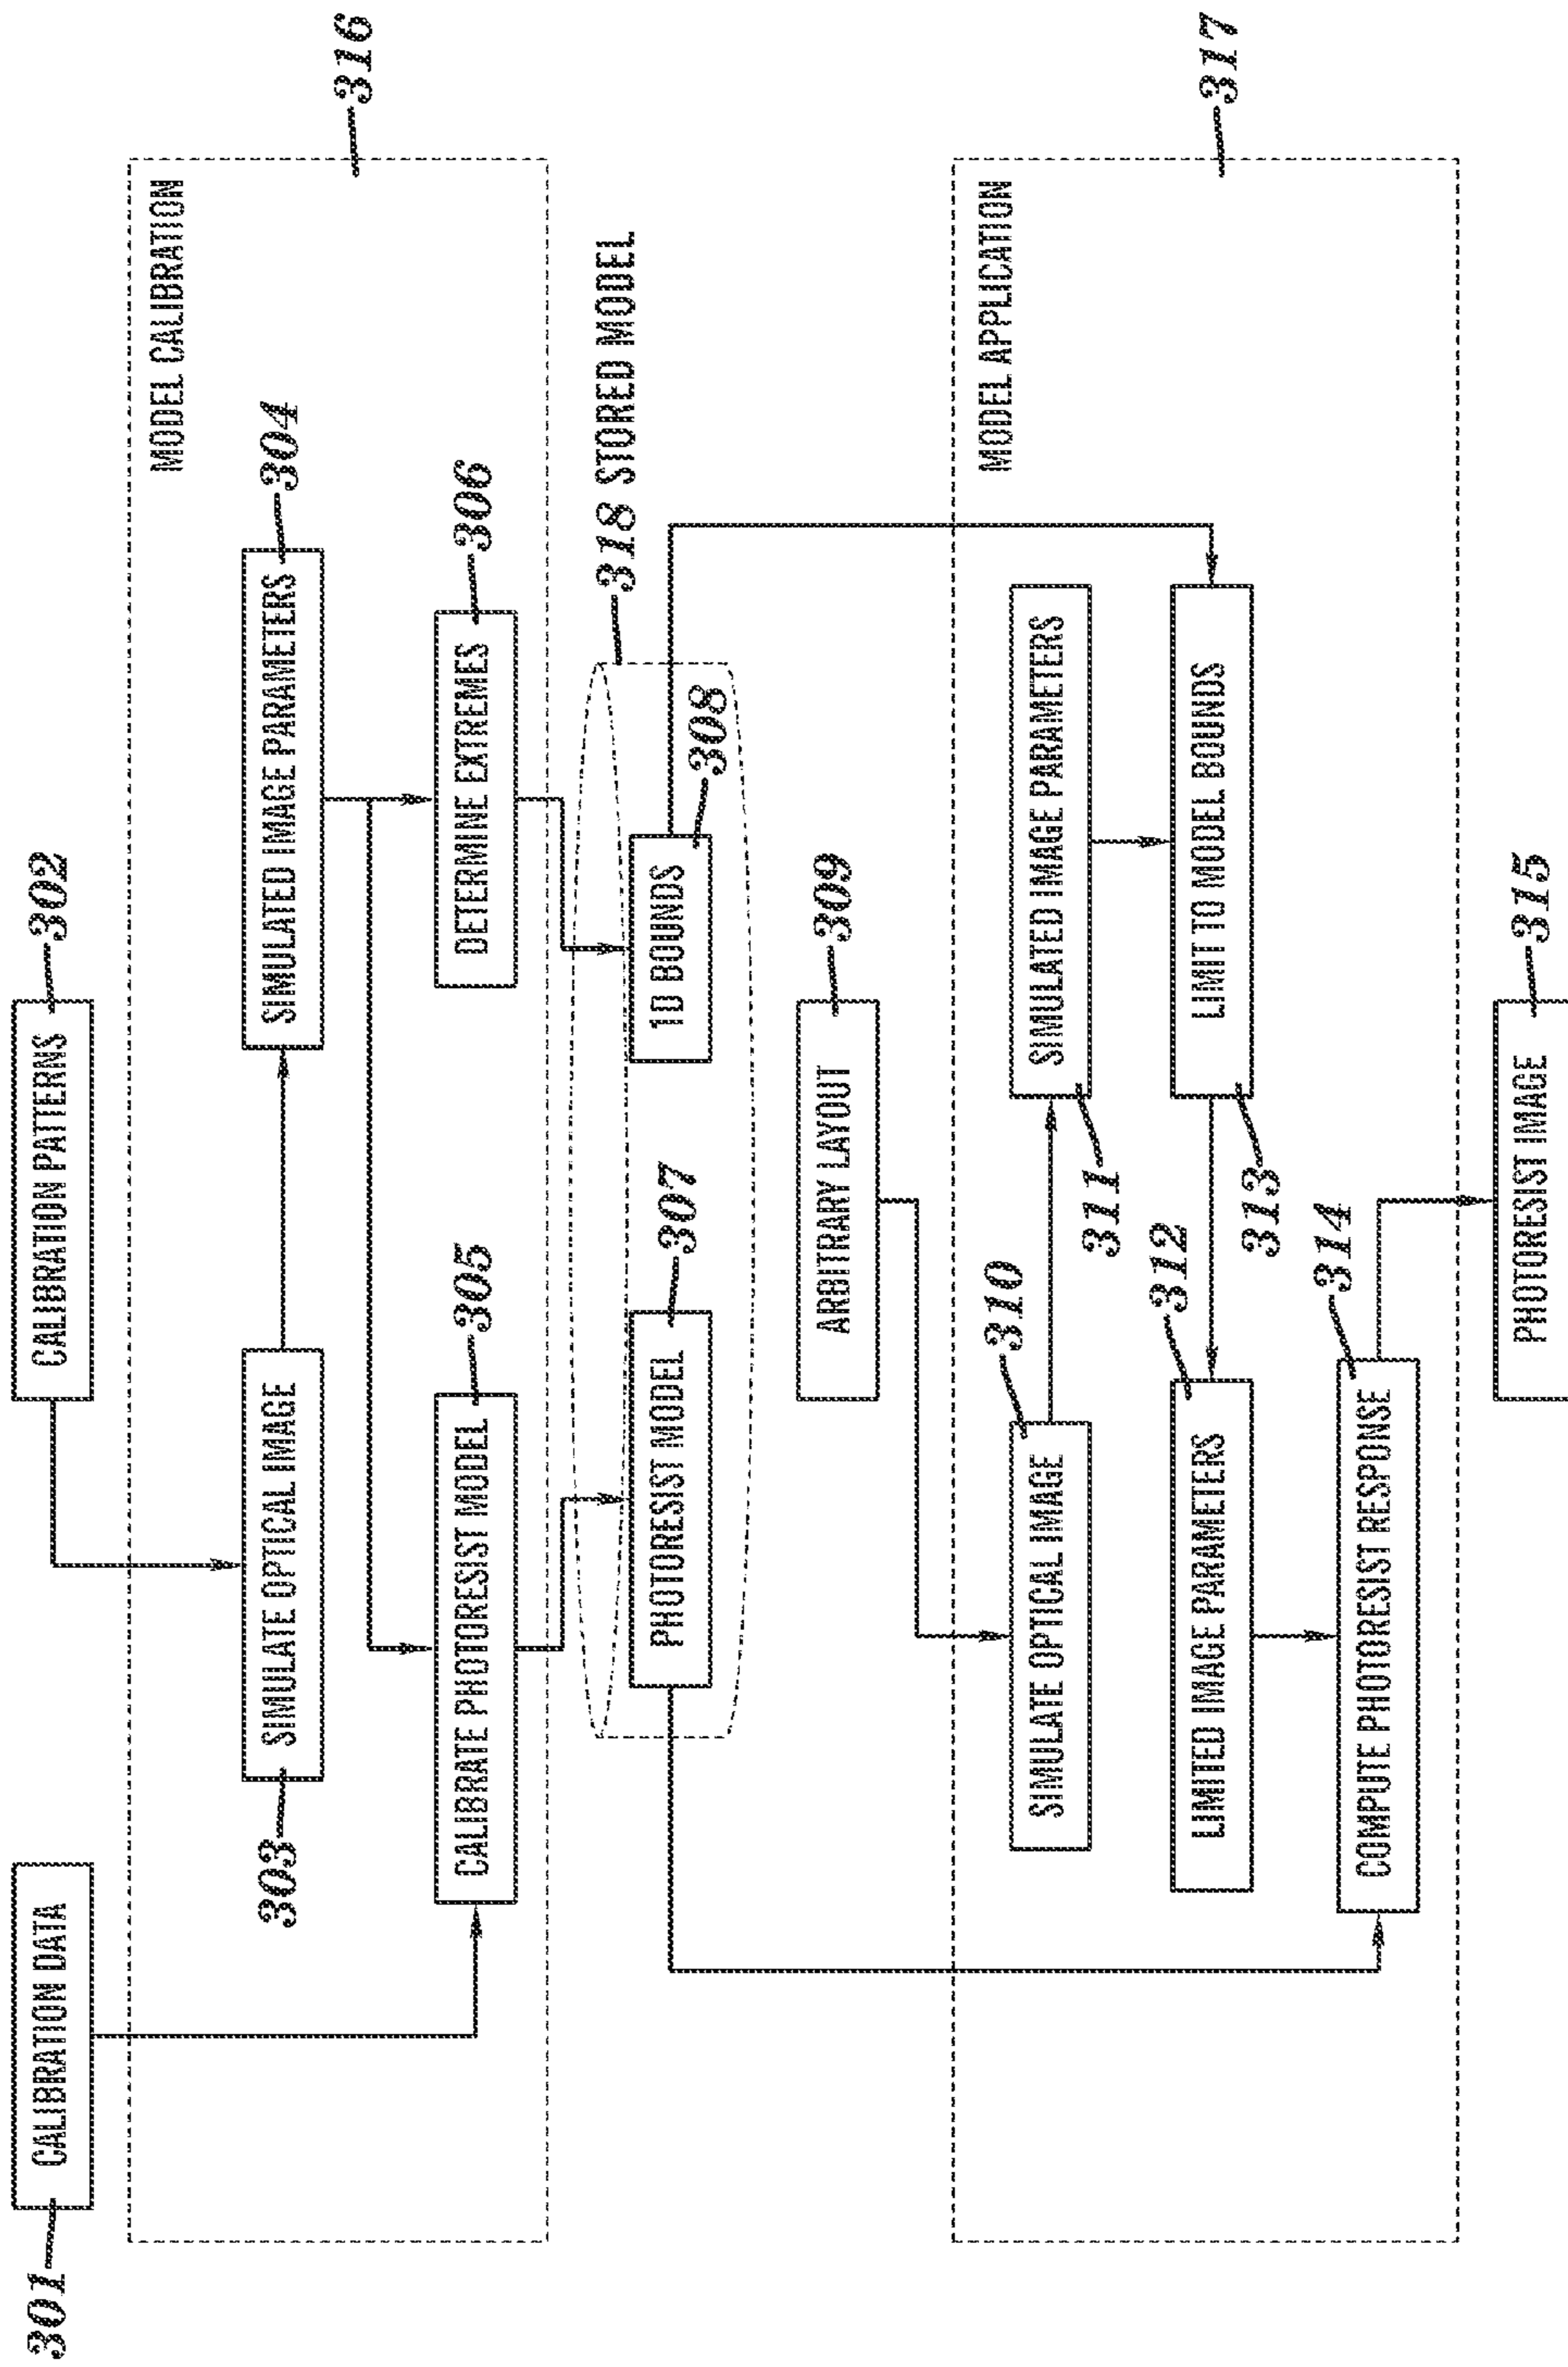 301
CALIBRATION DATA
CALIBRATION PATTERNS
302
MODEL CALIBRATION
316
303
SIMULATE OPTICAL IMAGE
SIMULATED IMAGE PARAMETERS
304
CALIBRATE PHOTORESIST MODEL
305
DETERMINE EXTREMES
306
318 STORED MODEL
PHOTORESIST MODEL
307
1D BOUNDS
308
ARBITRARY LAYOUT
309
MODEL APPLICATION
317
SIMULATE OPTICAL IMAGE
310
SIMULATED IMAGE PARAMETERS
311
LIMITED IMAGE PARAMETERS
312
LIMIT TO MODEL BOUNDS
313
COMPUTE PHOTORESIST RESPONSE
314
PHOTORESIST IMAGE
315